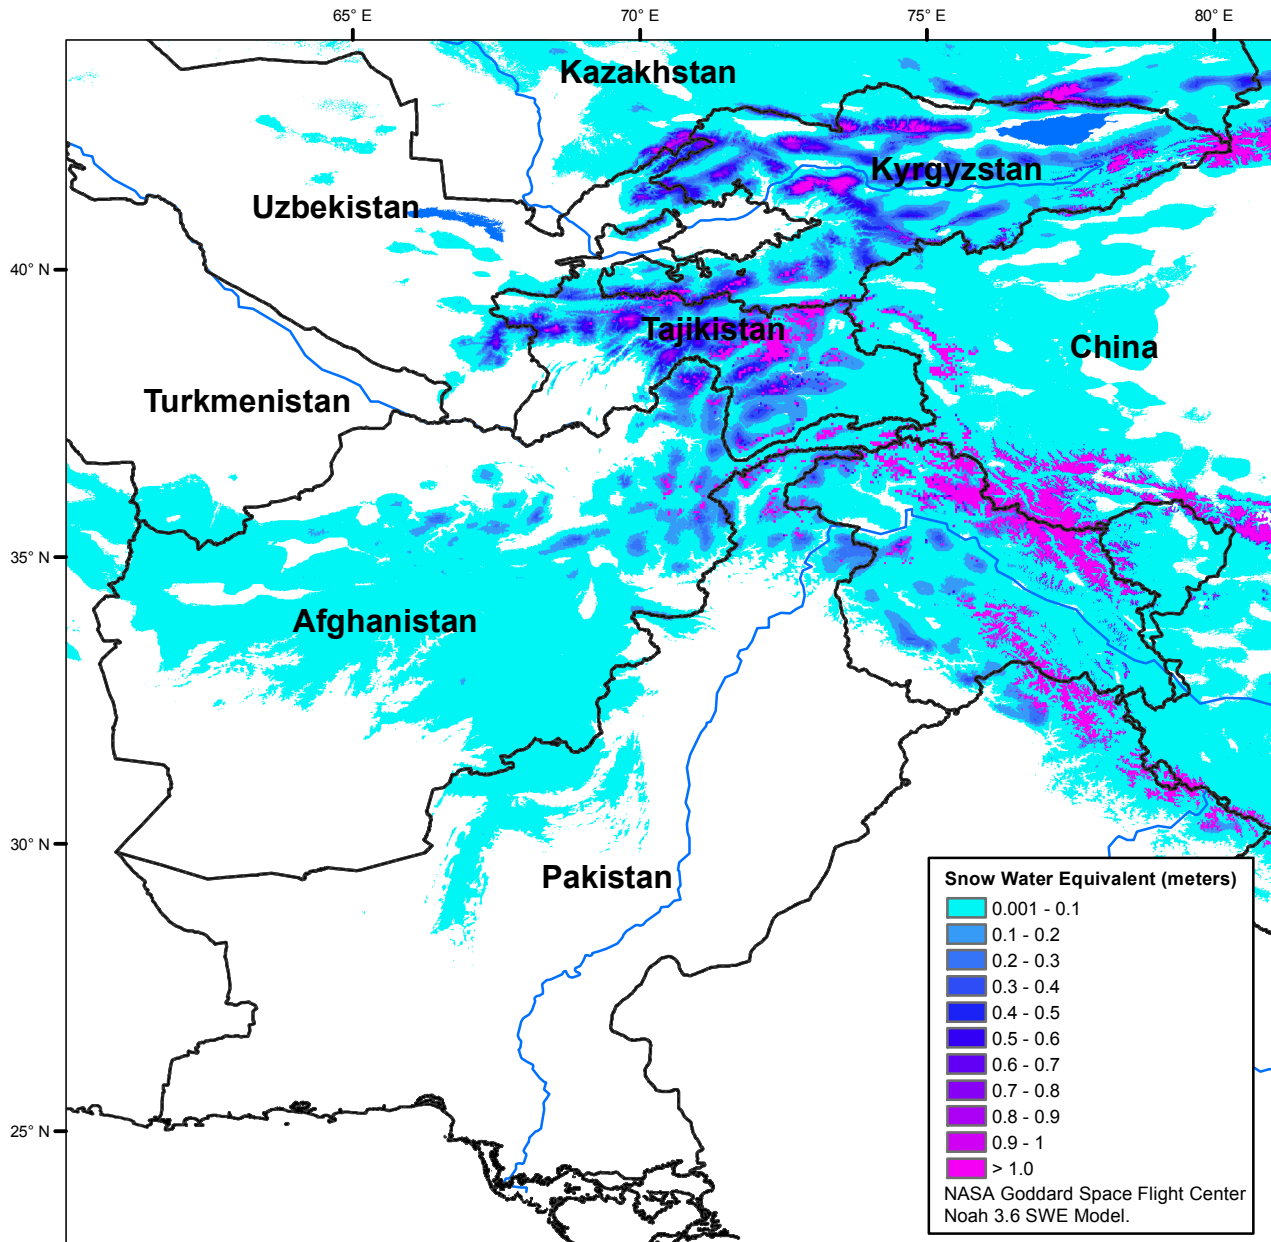 65° E
70° E
75° E
80° E
Kazakhstan
Kyrgyzstan
Uzbekistan
40° N
Tajikistan
China
Turkmenistan
35° N
Afghanistan
30° N
Pakistan
25° N
Snow Water Equivalent (meters)
0.001 - 0.1
0.1 - 0.2
0.2 - 0.3
0.3 - 0.4
0.4 - 0.5
0.5 - 0.6
0.6 - 0.7
0.7 - 0.8
0.8 - 0.9
0.9 - 1
> 1.0
NASA Goddard Space Flight Center
Noah 3.6 SWE Model.